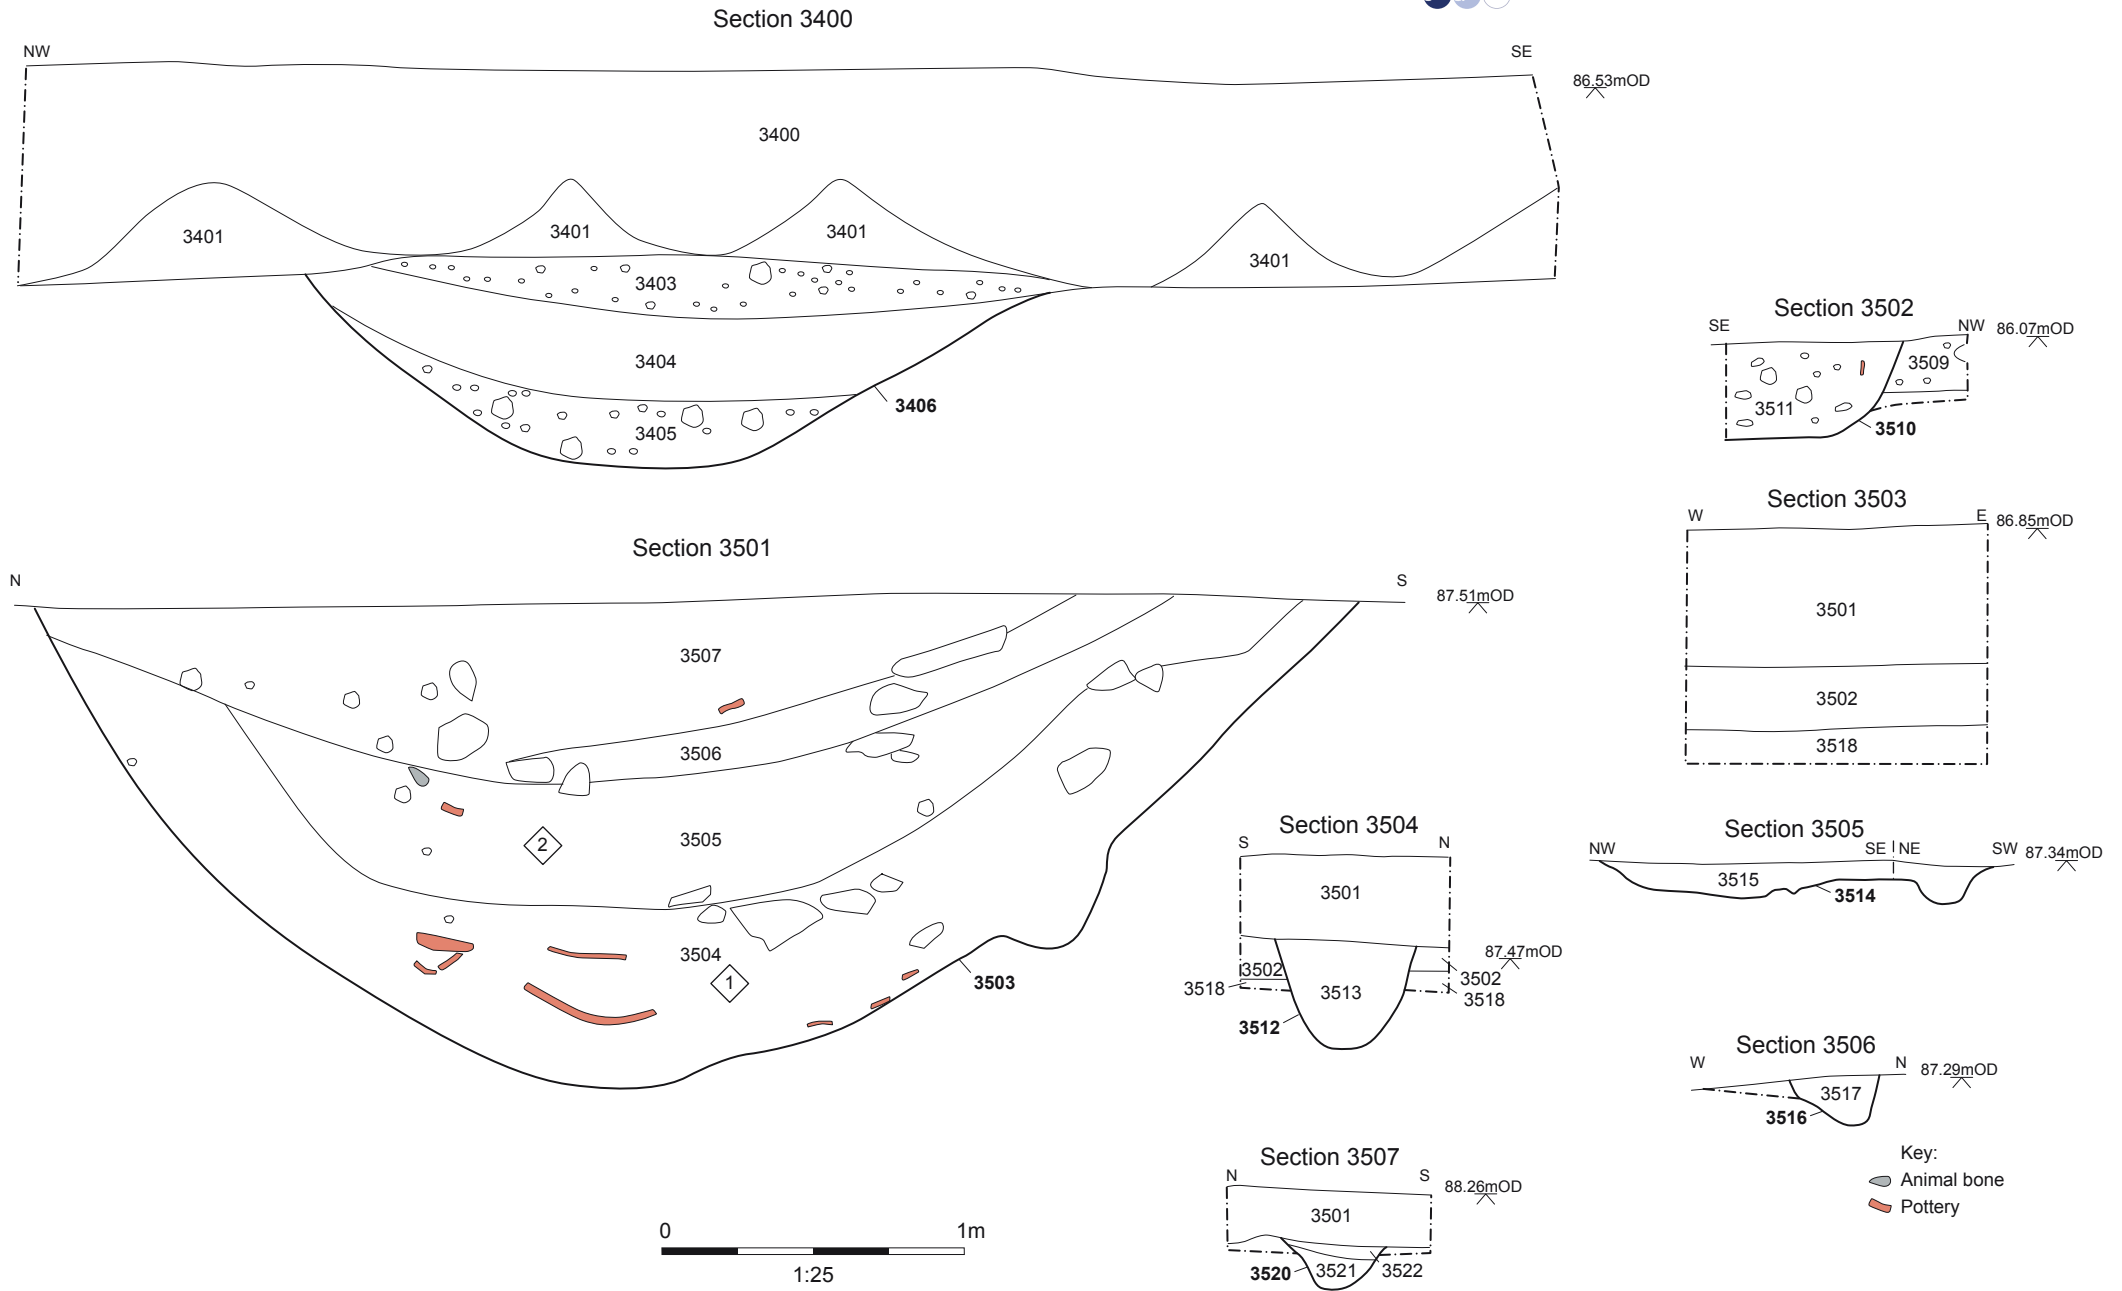 Section 3400
NW
SE
86.53mOD
3400
3401
3401
3401
3401
3403
3404
3405
3406
Section 3502
SE
NW
86.07mOD
3509
3511
3510
Section 3503
W
E
86.85mOD
3501
3502
3518
Section 3501
N
S
87.51mOD
3507
3506
3505
2
3504
1
3503
Section 3504
S
N
3501
87.47mOD
3502
3502
3518
3518
3513
3512
Section 3505
NW
SE
NE
SW
87.34mOD
3515
3514
Section 3506
W
N
87.29mOD
3517
3516
Section 3507
N
S
88.26mOD
3501
3520
3521
3522
Key:
Animal bone
Pottery
0
1m
1:25